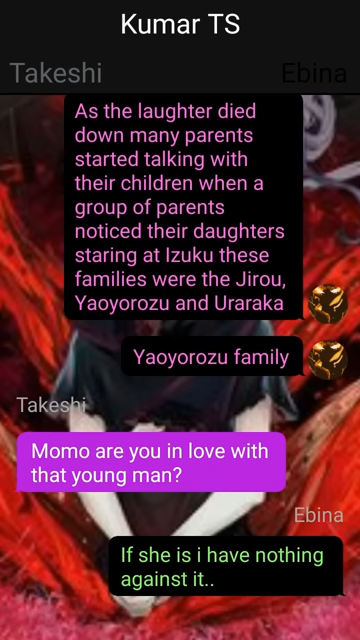 Kumar TS
Takeshi
Ebina
As the laughter died
down many parents
started talking with
their children when a
group of parents
noticed their daughters
staring at Izuku these
families were the Jirou,
Yaoyorozu and Uraraka
Yaoyorozu family
Takeshi
Momo are you in love with
that young man?
Ebina
If she is i have nothing
against it..